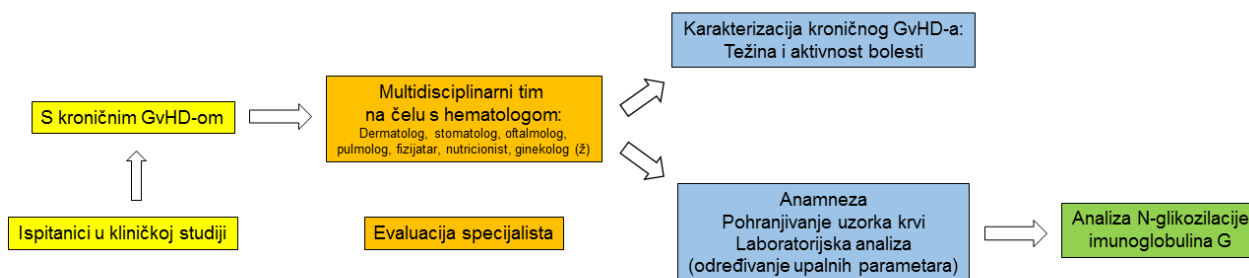 Karakterizacija kroničnog GvHD-a:
Težina i aktivnost bolesti
Multidisciplinarni tim
na čelu s hematologom:
Dermatolog, stomatolog, oftalmolog,
pulmolog, fizijatar, nutricionist, ginekolog (ž)
S kroničnim GvHD-om
Ispitanici u kliničkoj studiji
Evaluacija specijalista
Anamneza
Pohranjivanje uzorka krvi
Laboratorijska analiza
(određivanje upalnih parametara)
Analiza N-glikozilacije
imunoglobulina G